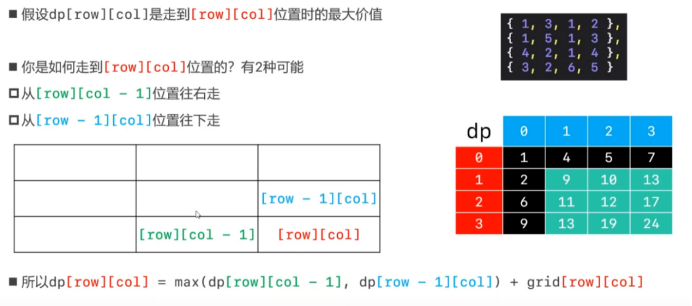 ■ 假设dp[row][col]是走到[row][col]位置时的最大价值
{ 1, 3, 1, 2 },
{ 1, 5, 1, 3 },
{ 4, 2, 1, 4 },
{ 3, 2, 6, 5 }
■ 你是如何走到[row][col]位置的？有2种可能
□ 从[row][col - 1]位置往右走
□ 从[row - 1][col]位置往下走
[row - 1][col]
[row][col - 1] [row][col]
dp 0 1 2 3
0 1 4 5 7
1 2 9 10 13
2 6 11 12 17
3 9 13 19 24
■ 所以dp[row][col] = max(dp[row][col - 1], dp[row - 1][col]) + grid[row][col]